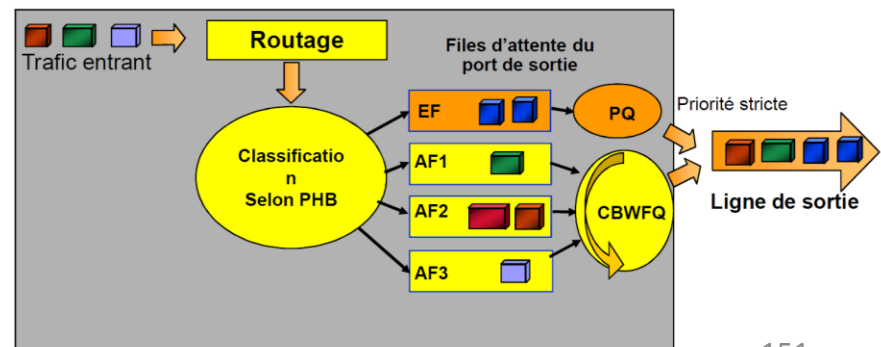 Trafic entrant
Routage
Files d'attente du
port de sortie
Classificatio
n
Selon PHB
EF
AF1
AF2
AF3
PQ
CBWFQ
Priorité stricte
Ligne de sortie
151